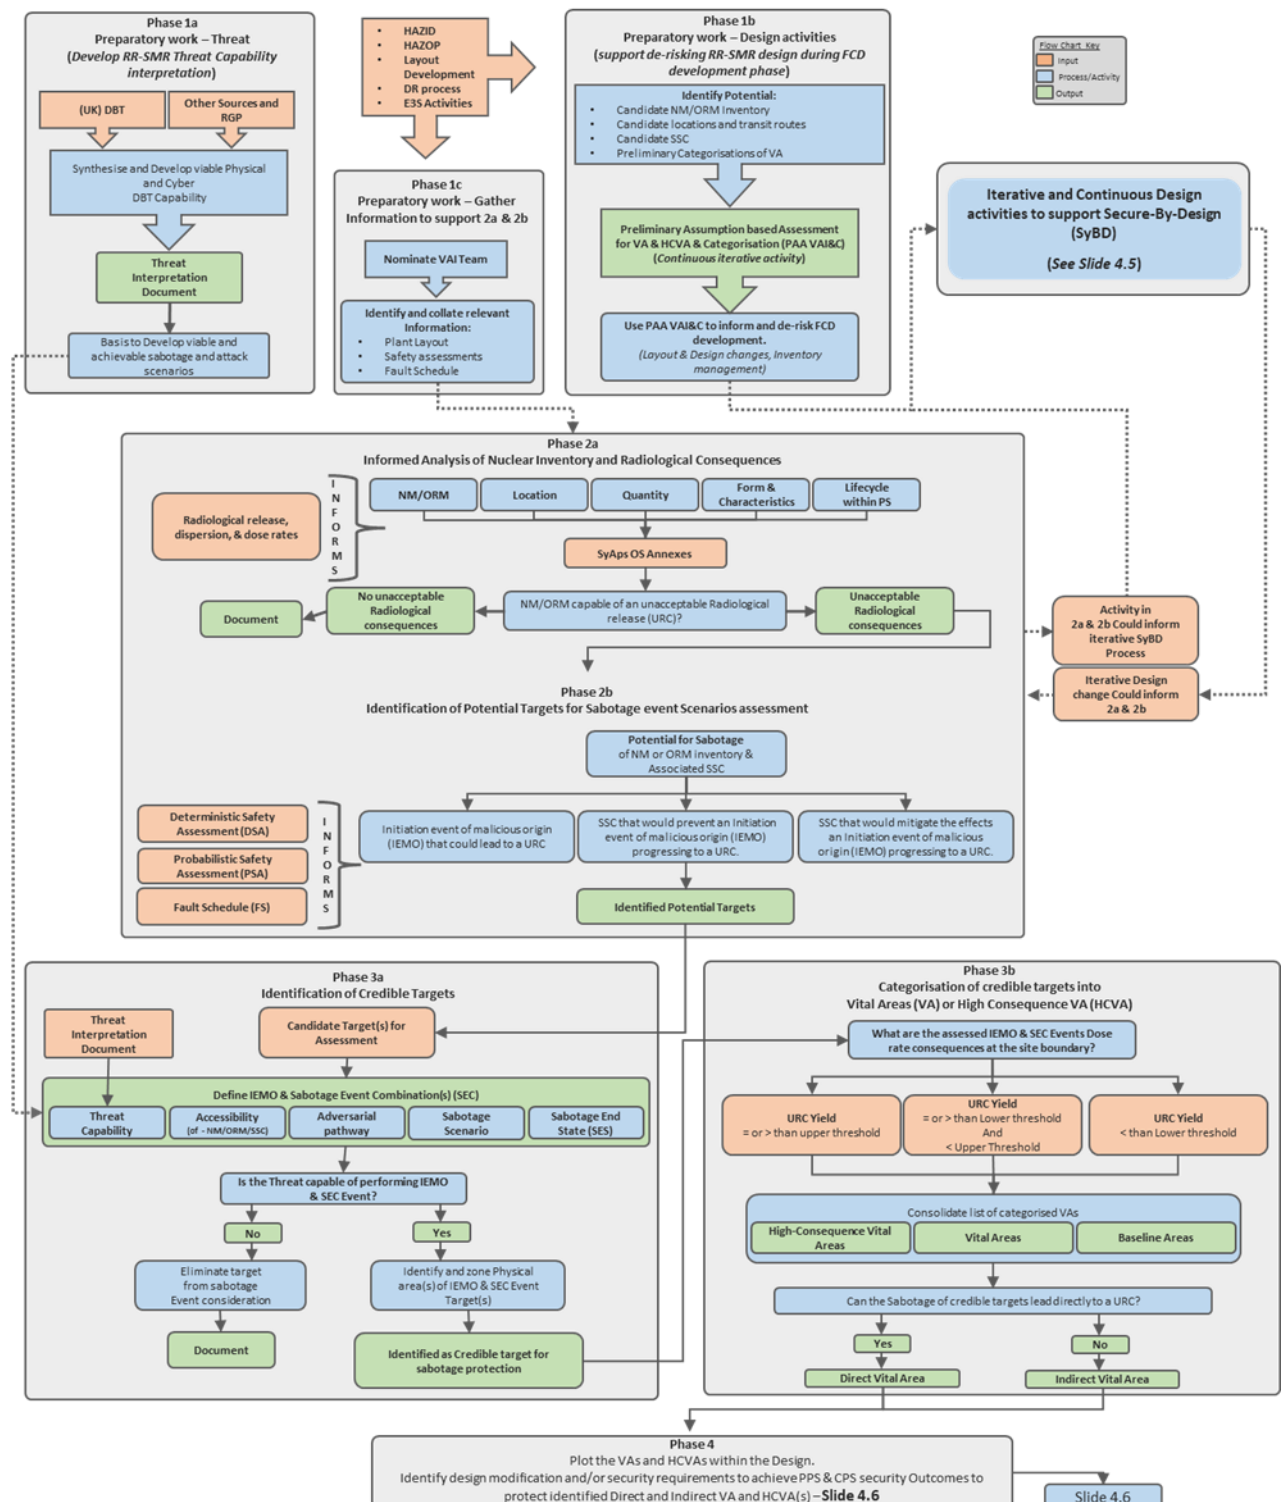 Phase 1a
Preparatory work – Threat
(Develop RR-SMR Threat Capability
interpretation)
(UK) DBT
Other Sources and
RGP
Synthesise and Develop viable Physical
and Cyber
DBT Capability
Threat
Interpretation
Document
Basis to Develop viable and
achievable sabotage and attack
scenarios
• HAZID
• HAZOP
• Layout
Development
• DR process
• E3S Activities
Phase 1c
Preparatory work – Gather
Information to support 2a & 2b
Nominate VAI Team
Identify and collate relevant
Information:
• Plant Layout
• Safety assessments
• Fault Schedule
Phase 1b
Preparatory work – Design activities
(support de-risking RR-SMR design during FCD
development phase)
Identify Potential:
• Candidate NM/ORM Inventory
• Candidate locations and transit routes
• Candidate SSC
• Preliminary Categorisations of VA
Preliminary Assumption based Assessment
for VA & HCVA & Categorisation (PAA VAI&C)
(Continuous iterative activity)
Use PAA VAI&C to inform and de-risk FCD
development.
(Layout & Design changes, Inventory
management)
Flow Chart Key
Input
Process/Activity
Output
Iterative and Continuous Design
activities to support Secure-By-Design
(SyBD)
(See Slide 4.5)
Phase 2a
Informed Analysis of Nuclear Inventory and Radiological Consequences
Radiological release,
dispersion, & dose rates
INFORMS
NM/ORM
Location
Quantity
Form &
Characteristics
Lifecycle
within PS
SyAps OS Annexes
Document
No unacceptable
Radiological
consequences
NM/ORM capable of an unacceptable Radiological
release (URC)?
Unacceptable
Radiological
consequences
Activity in
2a & 2b Could inform
iterative SyBD
Process
Iterative Design
change Could inform
2a & 2b
Phase 2b
Identification of Potential Targets for Sabotage event Scenarios assessment
Potential for Sabotage
of NM or ORM inventory &
Associated SSC
Deterministic Safety
Assessment (DSA)
Probabilistic Safety
Assessment (PSA)
Fault Schedule (FS)
INFORMS
Initiation event of malicious origin
(IEMO) that could lead to a URC
SSC that would prevent an Initiation
event of malicious origin (IEMO)
progressing to a URC.
SSC that would mitigate the effects
an Initiation event of malicious
origin (IEMO) progressing to a URC.
Identified Potential Targets
Phase 3a
Identification of Credible Targets
Threat
Interpretation
Document
Candidate Target(s) for
Assessment
Define IEMO & Sabotage Event Combination(s) (SEC)
Threat
Capability
Accessibility
(of - NM/ORM/SSC)
Adversarial
pathway
Sabotage
Scenario
Sabotage End
State (SES)
Is the Threat capable of performing IEMO
& SEC Event?
No
Yes
Eliminate target
from sabotage
Event consideration
Identify and zone Physical
area(s) of IEMO & SEC Event
Target(s)
Document
Identified as Credible target for
sabotage protection
Phase 3b
Categorisation of credible targets into
Vital Areas (VA) or High Consequence VA (HCVA)
What are the assessed IEMO & SEC Events Dose
rate consequences at the site boundary?
URC Yield
= or > than upper threshold
URC Yield
= or > than Lower threshold
And
< Upper Threshold
URC Yield
< than Lower threshold
Consolidate list of categorised VAs
High-Consequence Vital
Areas
Vital Areas
Baseline Areas
Can the Sabotage of credible targets lead directly to a URC?
Yes
No
Direct Vital Area
Indirect Vital Area
Phase 4
Plot the VAs and HCVAs within the Design.
Identify design modification and/or security requirements to achieve PPS & CPS security Outcomes to
protect identified Direct and Indirect VA and HCVA(s) – Slide 4.6
Slide 4.6